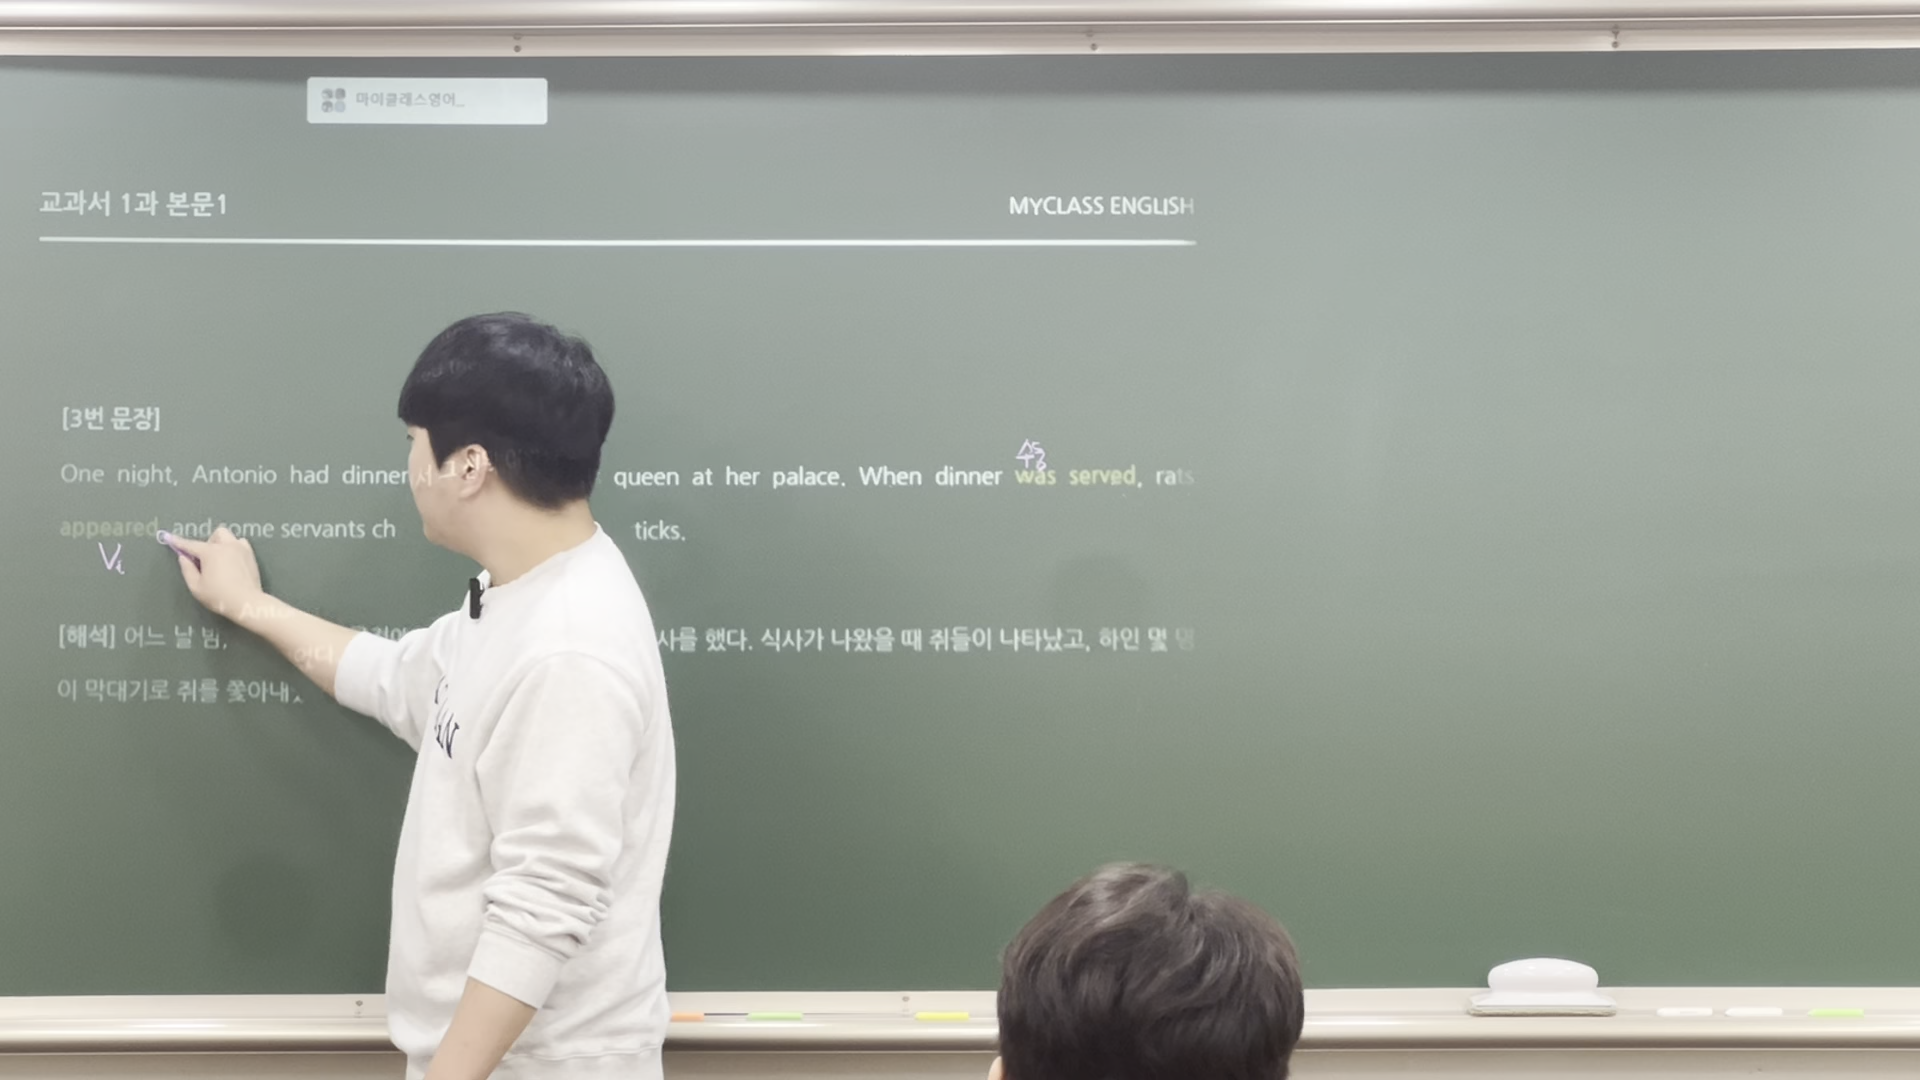 마이클래스영어_
교과서 1과 본문1
MYCLASS ENGLISH
[3번 문장]
수동
One night, Antonio had dinner queen at her palace. When dinner was served, rats
appeared and some servants ch ticks.
Vi
[해석] 어느 날 밤, 사를 했다. 식사가 나왔을 때 쥐들이 나타났고, 하인 몇 명
이 막대기로 쥐를 쫓아내